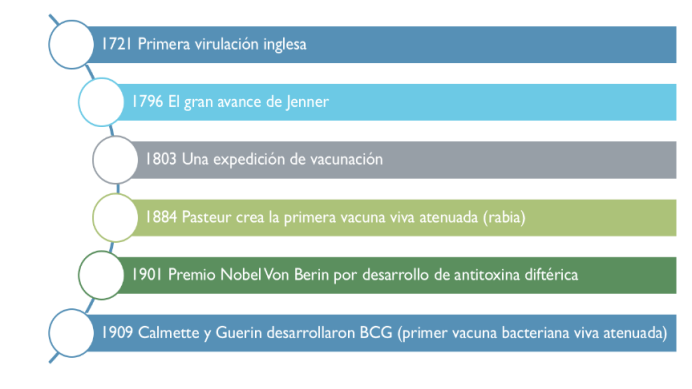 1721 Primera virulación inglesa
1796 El gran avance de Jenner
1803 Una expedición de vacunación
1884 Pasteur crea la primera vacuna viva atenuada (rabia)
1901 Premio Nobel Von Berin por desarrollo de antitoxina diftérica
1909 Calmette y Guerin desarrollaron BCG (primer vacuna bacteriana viva atenuada)